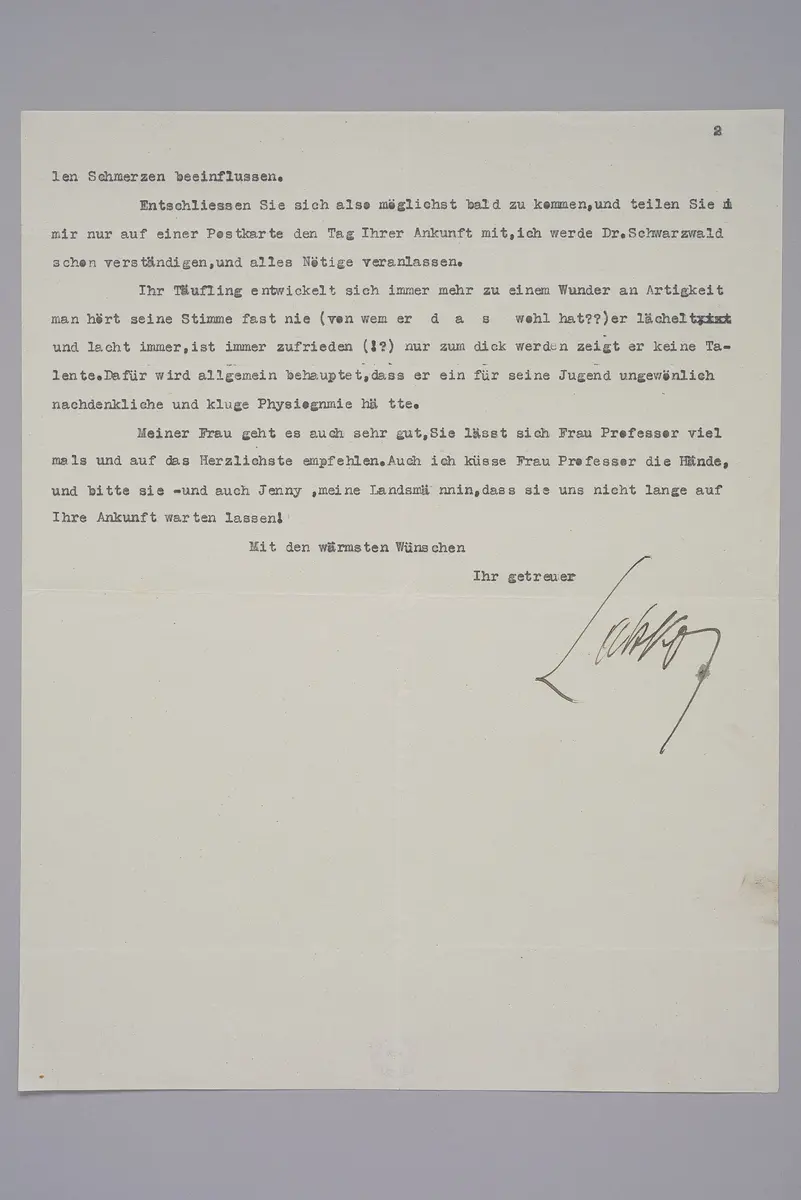 2
len Schmerzen beeinflussen.
Entschliessen Sie sich also möglichst bald zu kommen,und teilen Sie
mir nur auf einer Postkarte den Tag Ihrer Ankunft mit,ich werde Dr.Schwarzwald
schon verständigen,und alles Nötige veranlassen.
Ihr Täufling entwickelt sich immer mehr zu einem Wunder an Artigkeit
man hört seine Stimme fast nie (von wem er d a s wohl hat??)er lächelt
und lacht immer,ist immer zufrieden (!?) nur zum dick werden zeigt er keine Ta-
lente.Dafür wird allgemein behauptet,dass er ein für seine Jugend ungewönlich
nachdenkliche und kluge Physiognmie hä tte.
Meiner Frau geht es auch sehr gut,Sie lässt sich Frau Professor viel
mals und auf das Herzlichste empfehlen.Auch ich küsse Frau Professor die Hände,
und bitte sie -und auch Jenny ,meine Landsmä nnin,dass sie uns nicht lange auf
Ihre Ankunft warten lassen!
Mit den wärmsten Wünschen
Ihr getreuer
Latzko